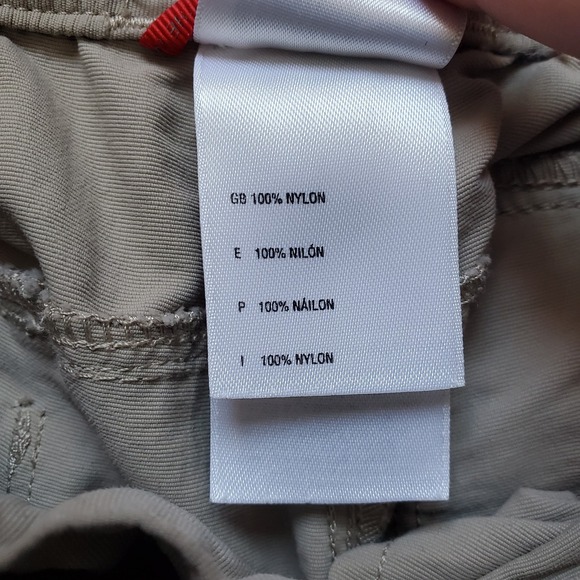 GB 100% NYLON
E 100% NILÓN
P 100% NÁILON
I 100% NYLON